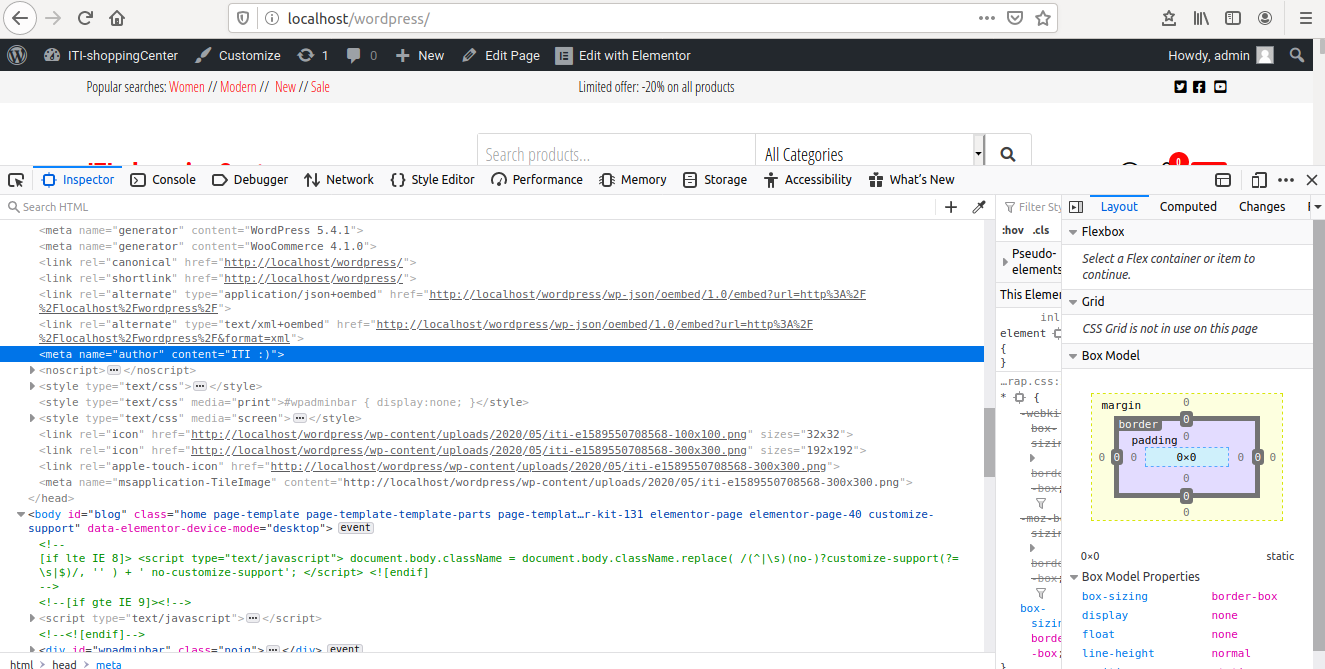 localhost/wordpress/
ITI-shoppingCenter Customize 1 0 New Edit Page Edit with Elementor Howdy, admin
Popular searches: Women // Modern // New // Sale Limited offer: -20% on all products
Search products... All Categories
0
Inspector Console Debugger Network Style Editor Performance Memory Storage Accessibility What's New
Search HTML
<meta name="generator" content="WordPress 5.4.1">
<meta name="generator" content="WooCommerce 4.1.0">
<link rel="canonical" href="http://localhost/wordpress/">
<link rel="shortlink" href="http://localhost/wordpress/">
<link rel="alternate" type="application/json+oembed" href="http://localhost/wordpress/wp-json/oembed/1.0/embed?url=http%3A%2F
%2Flocalhost%2Fwordpress%2F">
<link rel="alternate" type="text/xml+oembed" href="http://localhost/wordpress/wp-json/oembed/1.0/embed?url=http%3A%2F
%2Flocalhost%2Fwordpress%2F&format=xml">
<meta name="author" content="ITI :)">
<noscript>…</noscript>
<style type="text/css">…</style>
<style type="text/css" media="print">#wpadminbar { display:none; }</style>
<style type="text/css" media="screen">…</style>
<link rel="icon" href="http://localhost/wordpress/wp-content/uploads/2020/05/iti-e1589550708568-100x100.png" sizes="32x32">
<link rel="icon" href="http://localhost/wordpress/wp-content/uploads/2020/05/iti-e1589550708568-300x300.png" sizes="192x192">
<link rel="apple-touch-icon" href="http://localhost/wordpress/wp-content/uploads/2020/05/iti-e1589550708568-300x300.png">
<meta name="msapplication-TileImage" content="http://localhost/wordpress/wp-content/uploads/2020/05/iti-e1589550708568-300x300.png">
</head>
<body id="blog" class="home page-template page-template-template-parts page-templat…r-kit-131 elementor-page elementor-page-40 customize-
support" data-elementor-device-mode="desktop"> event
<!--
[if lte IE 8]> <script type="text/javascript"> document.body.className = document.body.className.replace( /(^|\s)(no-)?customize-support(?=
\s|$)/, '' ) + ' no-customize-support'; </script> <![endif]
-->
<!--[if gte IE 9]><!-->
<script type="text/javascript">…</script>
<!--<![endif]-->
<div id="wpadminbar" class="nojq">…</div> event
html > head > meta
Filter Sty
:hov .cls
Pseudo-
elements
This Eleme
inl
element
{
}
…rap.css:
* {
-webki
box-
sizin
borde
-box;
-moz-b
sizin
borde
-box;
box-
sizin
borde
-box;
}
Layout Computed Changes
Flexbox
Select a Flex container or item to
continue.
Grid
CSS Grid is not in use on this page
Box Model
margin 0
border 0
padding 0
0 0 0 0×0 0 0 0
0
0
0
0×0 static
Box Model Properties
box-sizing border-box
display none
float none
line-height normal